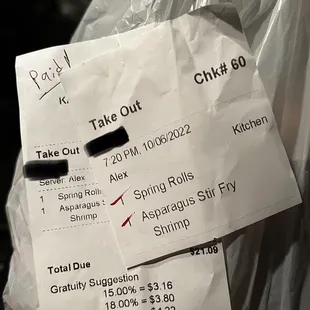 Paid
K.
Take Out
Server: Alex
1 Spring Rolls
1 Asparagus S
Shrimp
$21.09
Total Due
Gratuity Suggestion
15.00% = $3.16
18.00% = $3.80
Chk# 60
Take Out
7:20 PM, 10/06/2022
Alex
Kitchen
Spring Rolls
Asparagus Stir Fry
Shrimp